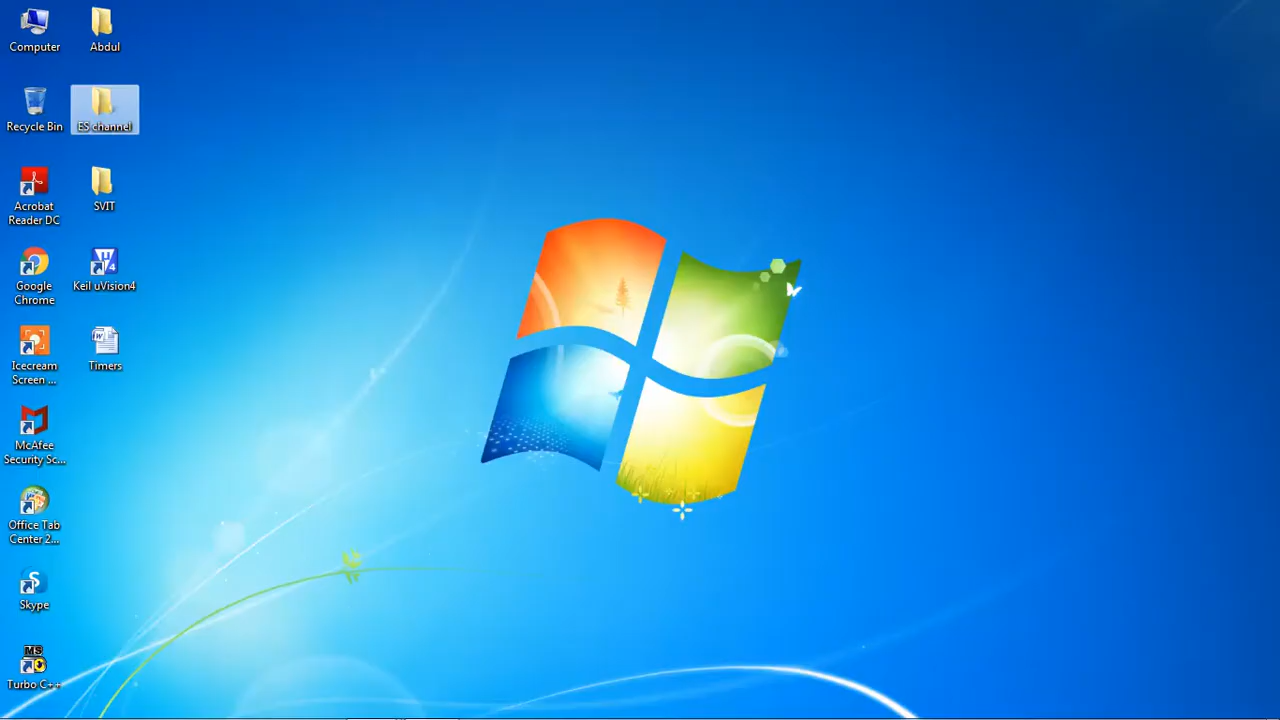 Computer
Abdul
Recycle Bin
ES channel
Acrobat
Reader DC
SVIT
Google
Chrome
Keil uVision4
Icecream
Screen ...
Timers
McAfee
Security Sc...
Office Tab
Center 2...
Skype
MS
Turbo C++